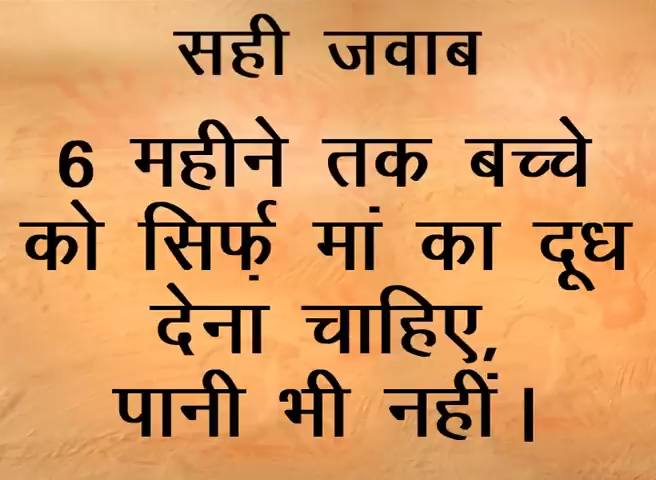 सही जवाब
6 महीने तक बच्चे
को सिर्फ़ मां का दूध
देना चाहिए,
पानी भी नहीं।